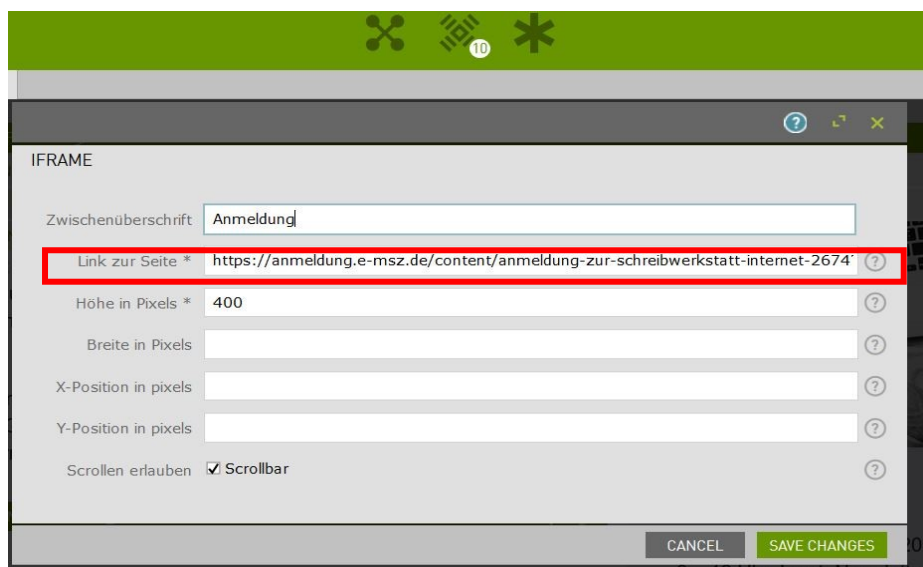 10
?
IFRAME
Zwischenüberschrift Anmeldung
Link zur Seite * https://anmeldung.e-msz.de/content/anmeldung-zur-schreibwerkstatt-internet-2674 ?
Höhe in Pixels * 400 ?
Breite in Pixels ?
X-Position in pixels ?
Y-Position in pixels ?
Scrollen erlauben Scrollbar ?
CANCEL SAVE CHANGES